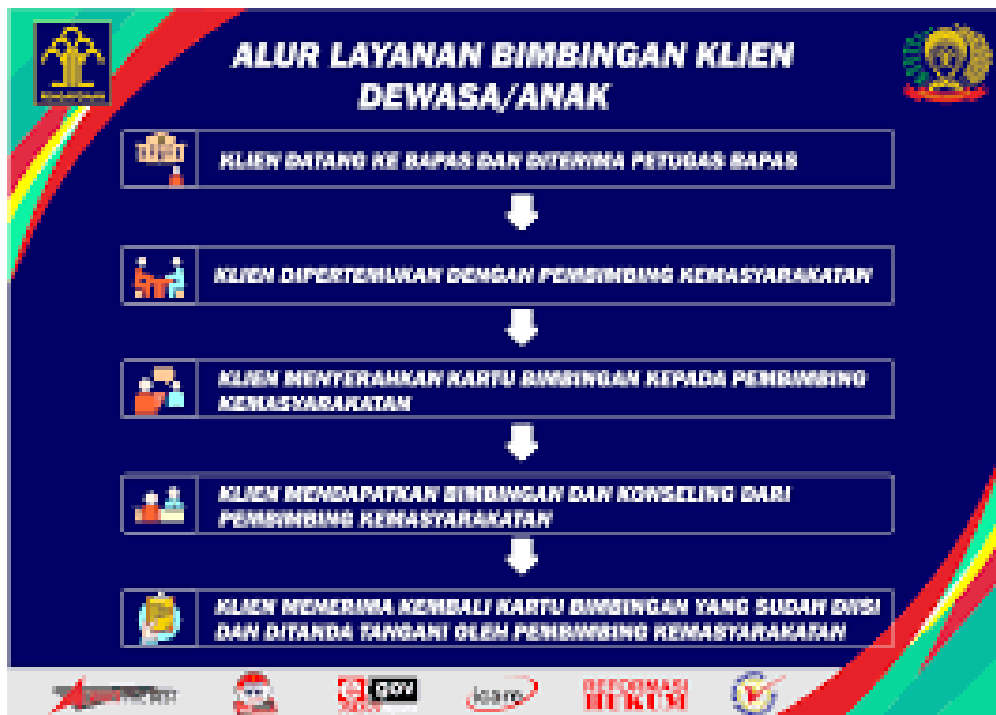 ALUR LAYANAN BIMBINGAN KLIEN
DEWASA/ANAK
KLIEN DATANG KE BAPAS DAN DITERIMA PETUGAS BAPAS
KLIEN DIPERTEMUKAN DENGAN PEMBIMBING KEMASYARAKATAN
KLIEN MENYERAHKAN KARTU BIMBINGAN KEPADA PEMBIMBING
KEMASYARAKATAN
KLIEN MENDAPATKAN BIMBINGAN DAN KONSELING DARI
PEMBIMBING KEMASYARAKATAN
KLIEN MENERIMA KEMBALI KARTU BIMBINGAN YANG SUDAH DIISI
DAN DITANDA TANGANI OLEH PEMBIMBING KEMASYARAKATAN
gov
REFORMASI
HUKUM